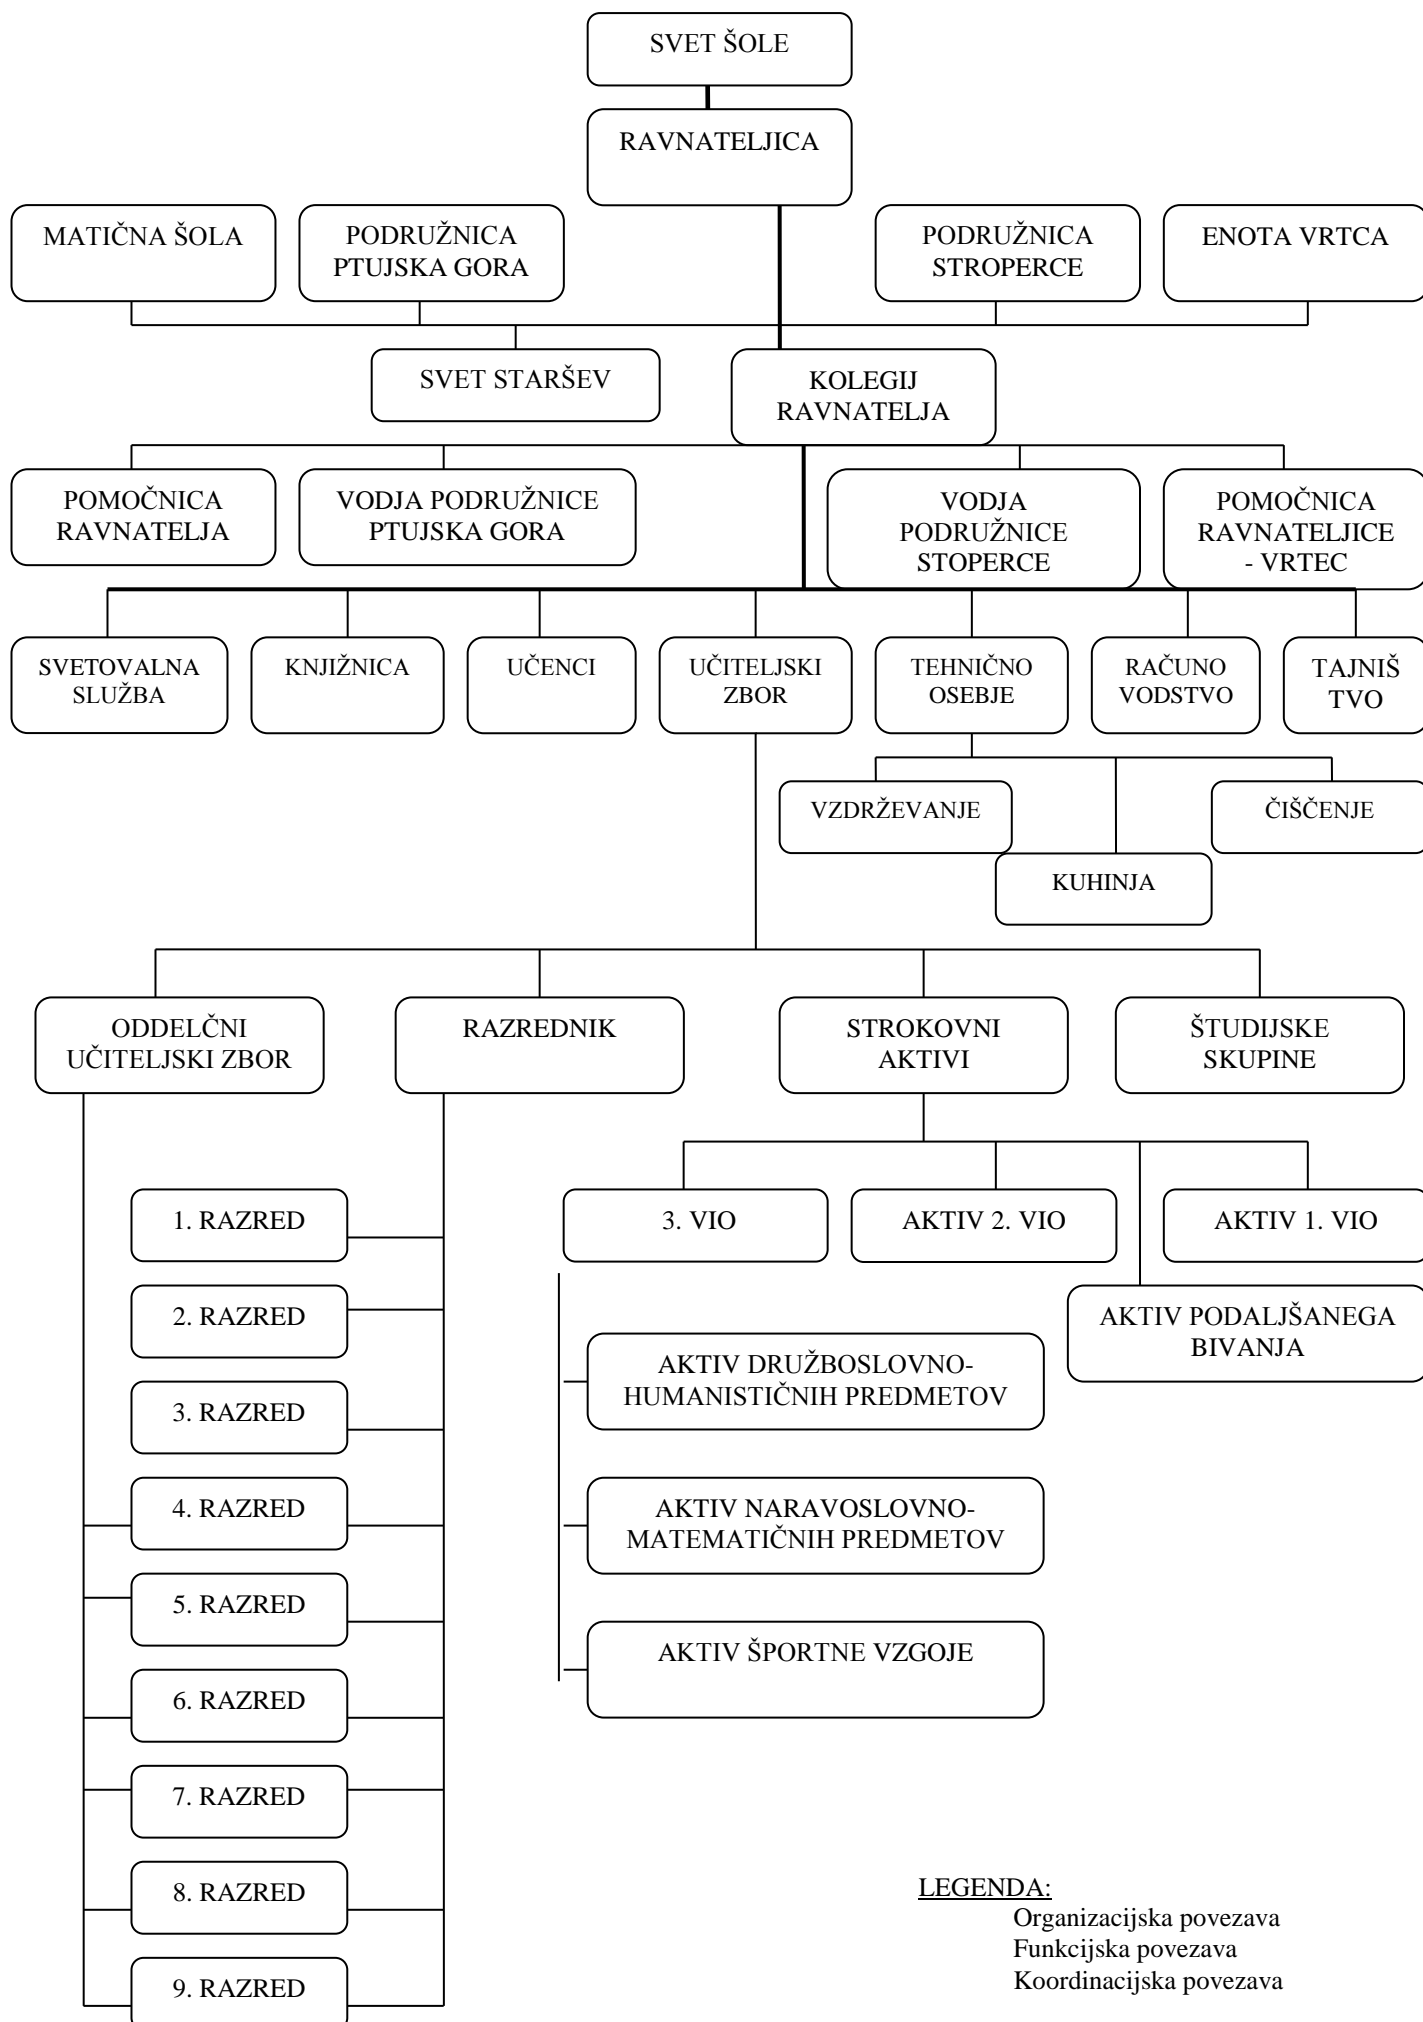 SVET ŠOLE
RAVNATELJICA
MATIČNA ŠOLA
PODRUŽNICA
PTUJSKA GORA
PODRUŽNICA
STROPERCE
ENOTA VRTCA
SVET STARŠEV
KOLEGIJ
RAVNATELJA
POMOČNICA
RAVNATELJA
VODJA PODRUŽNICE
PTUJSKA GORA
VODJA
PODRUŽNICE
STOPERCE
POMOČNICA
RAVNATELJICE
- VRTEC
SVETOVALNA
SLUŽBA
KNJIŽNICA
UČENCI
UČITELJSKI
ZBOR
TEHNIČNO
OSEBJE
RAČUNO
VODSTVO
TAJNIŠ
TVO
VZDRŽEVANJE
ČIŠČENJE
KUHINJA
ODDELČNI
UČITELJSKI ZBOR
RAZREDNIK
STROKOVNI
AKTIVI
ŠTUDIJSKE
SKUPINE
1. RAZRED
2. RAZRED
3. RAZRED
4. RAZRED
5. RAZRED
6. RAZRED
7. RAZRED
8. RAZRED
9. RAZRED
3. VIO
AKTIV 2. VIO
AKTIV 1. VIO
AKTIV PODALJŠANEGA
BIVANJA
AKTIV DRUŽBOSLOVNO-
HUMANISTIČNIH PREDMETOV
AKTIV NARAVOSLOVNO-
MATEMATIČNIH PREDMETOV
AKTIV ŠPORTNE VZGOJE
LEGENDA:
Organizacijska povezava
Funkcijska povezava
Koordinacijska povezava